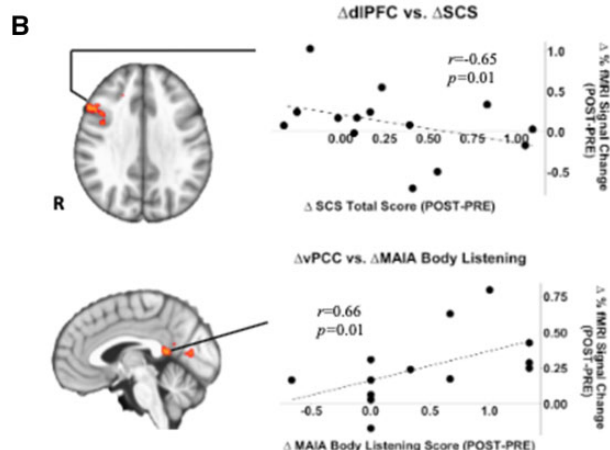 B
ΔdlPFC vs. ΔSCS
r=-0.65
p=0.01
1.0
0.5
0.0
-0.5
0.00 0.25 0.50 0.75 1.00
Δ % fMRI Signal Change
(POST-PRE)
Δ SCS Total Score (POST-PRE)
R
ΔvPCC vs. ΔMAIA Body Listening
r=0.66
p=0.01
0.75
0.50
0.25
0.00
-0.5 0.0 0.5 1.0
Δ % fMRI Signal Change
(POST-PRE)
Δ MAIA Body Listening Score (POST-PRE)